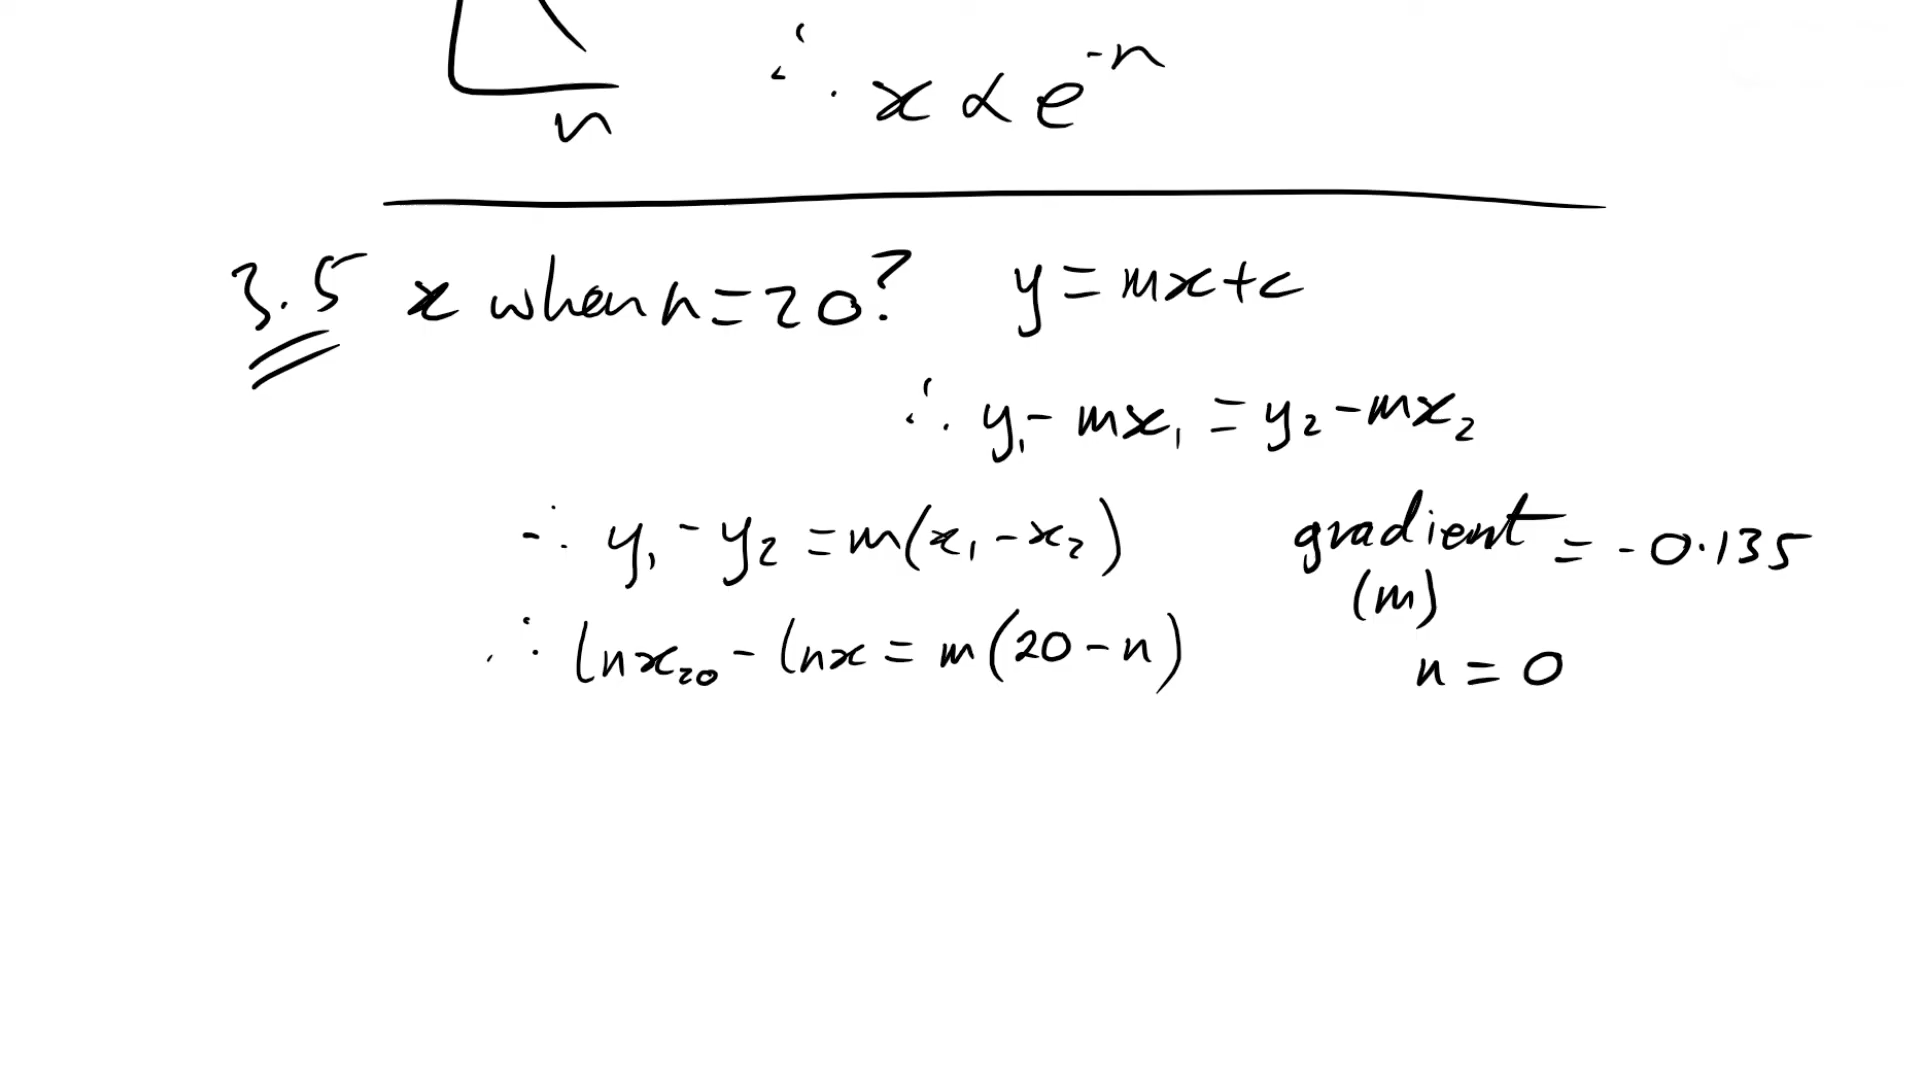 n
∴ x ∝ e⁻ⁿ
3.5 x when n = 20? y = mx + c
∴ y₁ - mx₁ = y₂ - mx₂
∴ y₁ - y₂ = m(x₁ - x₂) gradient = -0.135
(m)
∴ ln x₂₀ - ln x = m(20 - n) n = 0